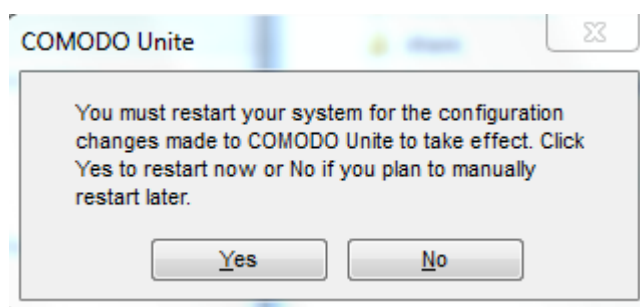 COMODO Unite
You must restart your system for the configuration
changes made to COMODO Unite to take effect. Click
Yes to restart now or No if you plan to manually
restart later.
Yes
No